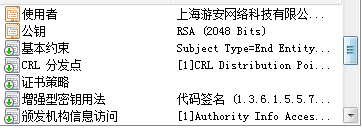 使用者 上海游安网络科技有限公...
公钥 RSA (2048 Bits)
基本约束 Subject Type=End Entity...
CRL 分发点 [1]CRL Distribution Poi...
证书策略
增强型密钥用法 代码签名 (1.3.6.1.5.5.7...
颁发机构信息访问 [1]Authority Info Acces...